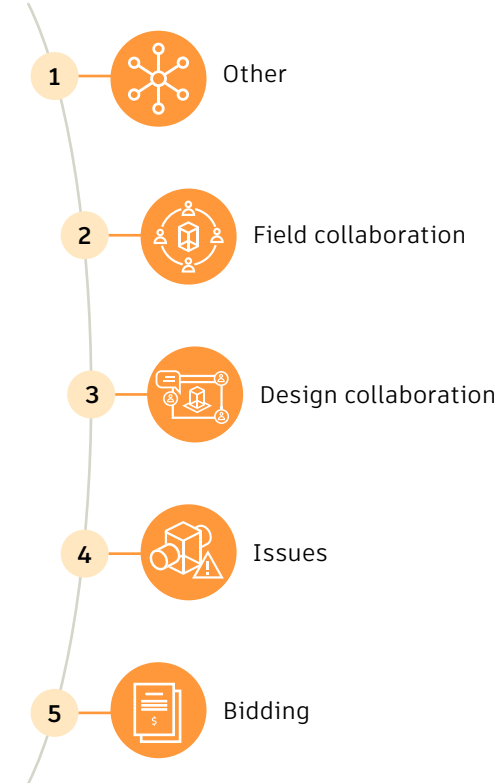 1 Other
2 Field collaboration
3 Design collaboration
4 Issues
$
5 Bidding